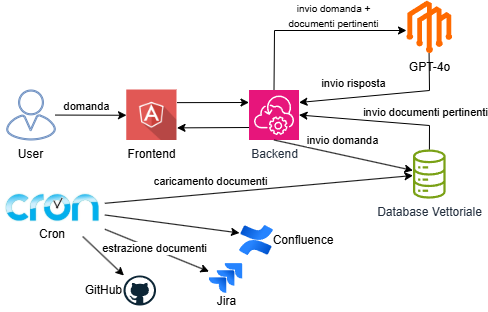 invio domanda +
documenti pertinenti
GPT-4o
invio risposta
domanda
invio documenti pertinenti
User
Frontend
Backend
invio domanda
caricamento documenti
cron
Database Vettoriale
Cron
estrazione documenti
Confluence
GitHub
Jira